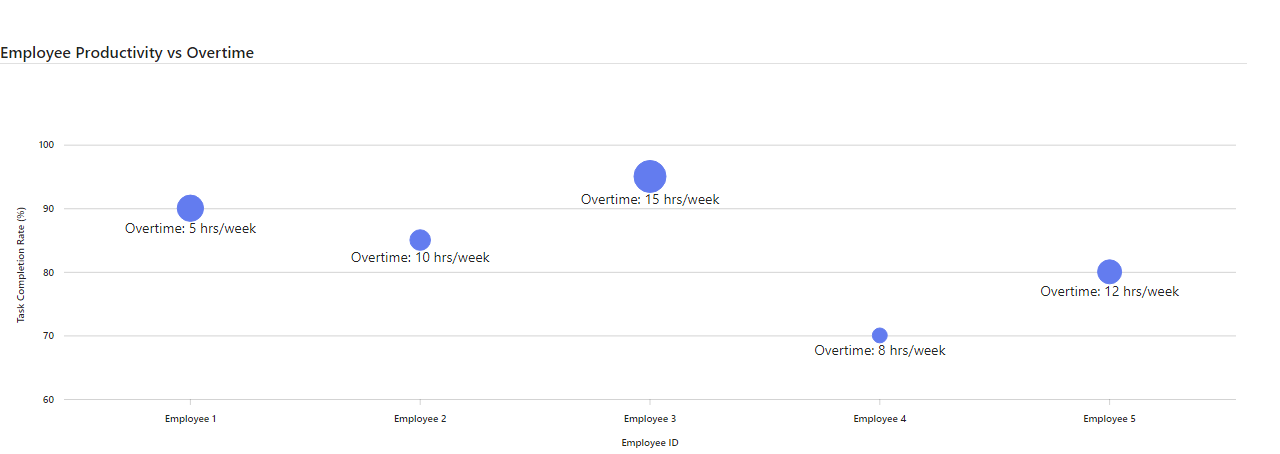 Employee Productivity vs Overtime
100
90
80
70
60
Task Completion Rate (%)
Overtime: 5 hrs/week
Overtime: 10 hrs/week
Overtime: 15 hrs/week
Overtime: 8 hrs/week
Overtime: 12 hrs/week
Employee 1
Employee 2
Employee 3
Employee 4
Employee 5
Employee ID